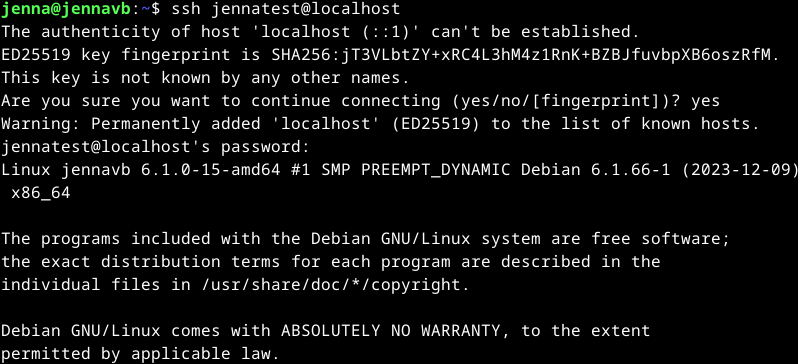 jenna@jennavb:~$ ssh jennatest@localhost
The authenticity of host 'localhost (::1)' can't be established.
ED25519 key fingerprint is SHA256:jT3VLbtZY+xRC4L3hM4z1RnK+BZBJfuvbpXB6oszRfM.
This key is not known by any other names.
Are you sure you want to continue connecting (yes/no/[fingerprint])? yes
Warning: Permanently added 'localhost' (ED25519) to the list of known hosts.
jennatest@localhost's password:
Linux jennavb 6.1.0-15-amd64 #1 SMP PREEMPT_DYNAMIC Debian 6.1.66-1 (2023-12-09)
 x86_64

The programs included with the Debian GNU/Linux system are free software;
the exact distribution terms for each program are described in the
individual files in /usr/share/doc/*/copyright.

Debian GNU/Linux comes with ABSOLUTELY NO WARRANTY, to the extent
permitted by applicable law.